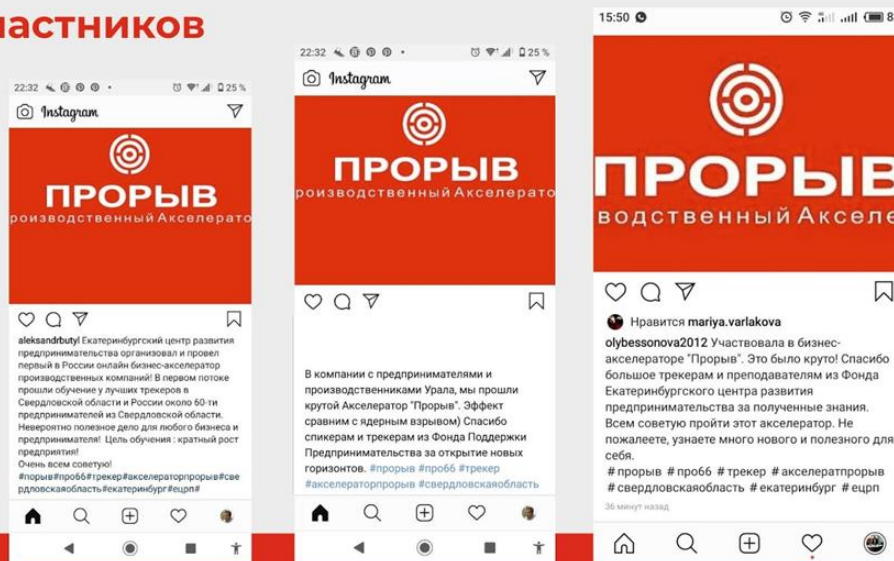 частников
22:32
25 %
Instagram
ПРОРЫВ
роизводственный Акселерато
aleksandrbutyl Екатеринбургский центр развития
предпринимательства организовал и провел
первый в России онлайн бизнес-акселератор
производственных компаний! В первом потоке
прошли обучение у лучших трекеров в
Свердловской области и России около 60-ти
предпринимателей из Свердловской области.
Невероятно полезное дело для любого бизнеса и
предпринимателя! Цель обучения : кратный рост
предприятия!
Очень всем советую!
#порыв#про66#трекер#акселераторпрорыв#све
рдловскаяобласть#екатеринбург#ецрп#
22:32
25 %
Instagram
ПРОРЫВ
роизводственный Акселерато
В компании с предпринимателями и
производственниками Урала, мы прошли
крутой Акселератор "Прорыв". Эффект
сравним с ядерным взрывом) Спасибо
спикерам и трекерам из Фонда Поддержки
Предпринимательства за открытие новых
горизонтов. #прорыв #про66 #трекер
#акселераторпрорыв #свердловскаяобласть
15:50
8
ПРОРЫВ
водственный Акселе
Нравится mariya.varlakova
olybessonova2012 Участвовала в бизнес-
акселераторе "Прорыв". Это было круто! Спасибо
большое трекерам и преподавателям из Фонда
Екатеринбургского центра развития
предпринимательства за полученные знания.
Всем советую пройти этот акселератор. Не
пожалеете, узнаете много нового и полезного для
себя.
# прорыв # про66 # трекер # акселератпрорыв
# свердловскаяобласть # екатеринбург # ецрп
36 минут назад